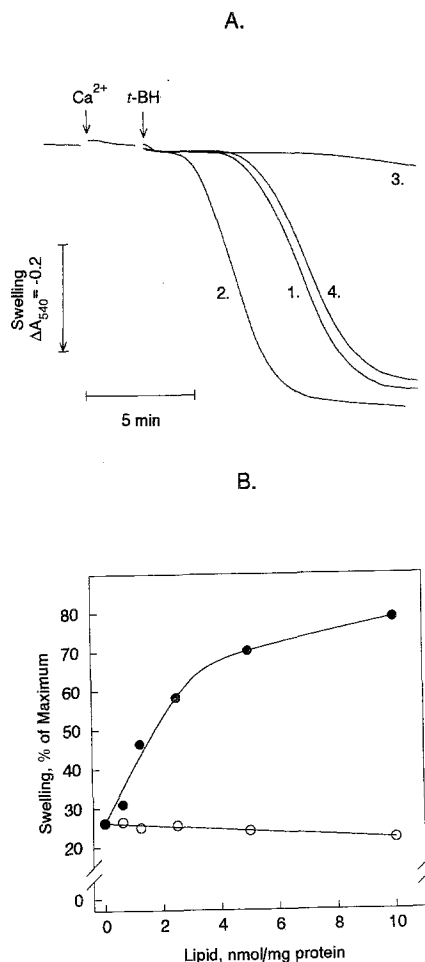 A.
Ca2+ t-BH
3.
2. 1. 4.
Swelling
ΔA540= -0.2
5 min
B.
Swelling, % of Maximum
80
70
60
50
40
30
20
0
0 2 4 6 8 10
Lipid, nmol/mg protein